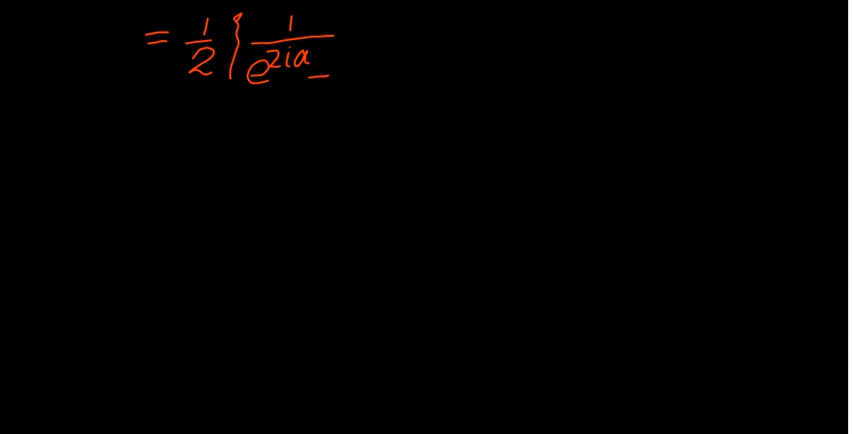 = 1/2 { 1/e^{2ia} -